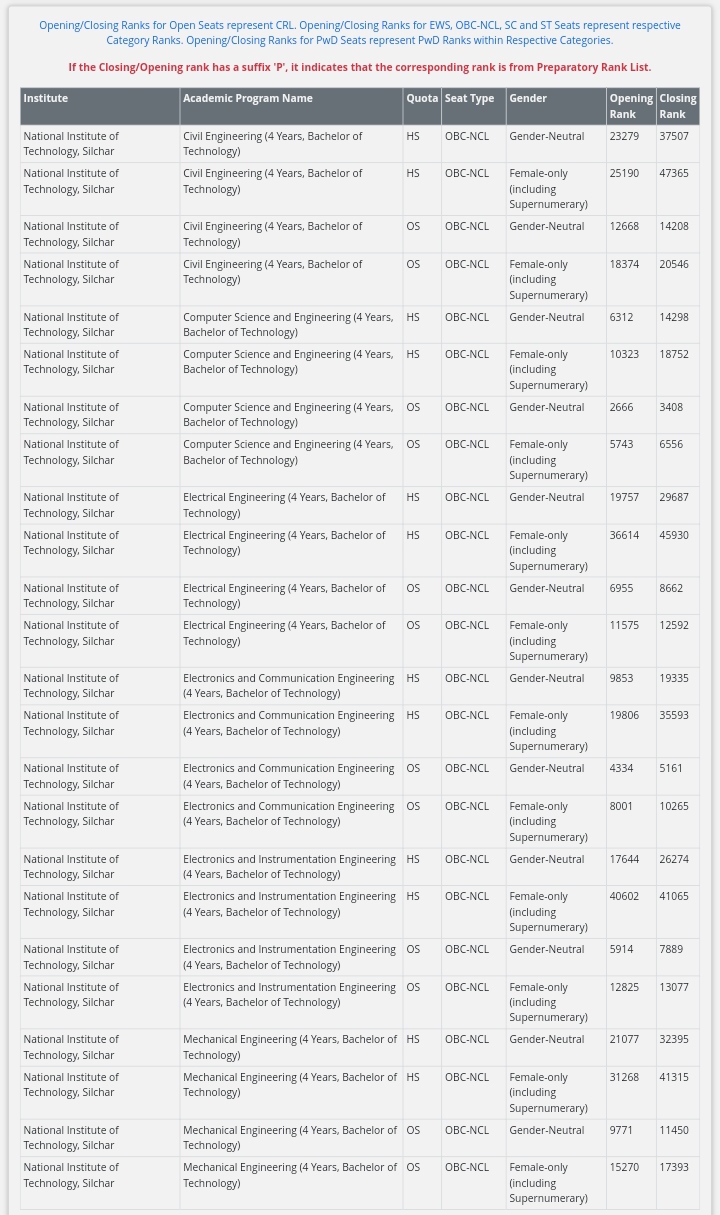 Opening/Closing Ranks for Open Seats represent CRL. Opening/Closing Ranks for EWS, OBC-NCL, SC and ST Seats represent respective
Category Ranks. Opening/Closing Ranks for PwD Seats represent PwD Ranks within Respective Categories.
If the Closing/Opening rank has a suffix 'P', it indicates that the corresponding rank is from Preparatory Rank List.
Institute Academic Program Name Quota Seat Type Gender Opening Closing
Rank Rank
National Institute of Civil Engineering (4 Years, Bachelor of HS OBC-NCL Gender-Neutral 23279 37507
Technology, Silchar Technology)
National Institute of Civil Engineering (4 Years, Bachelor of HS OBC-NCL Female-only 25190 47365
Technology, Silchar Technology) (including
Supernumerary)
National Institute of Civil Engineering (4 Years, Bachelor of OS OBC-NCL Gender-Neutral 12668 14208
Technology, Silchar Technology)
National Institute of Civil Engineering (4 Years, Bachelor of OS OBC-NCL Female-only 18374 20546
Technology, Silchar Technology) (including
Supernumerary)
National Institute of Computer Science and Engineering (4 Years, HS OBC-NCL Gender-Neutral 6312 14298
Technology, Silchar Bachelor of Technology)
National Institute of Computer Science and Engineering (4 Years, HS OBC-NCL Female-only 10323 18752
Technology, Silchar Bachelor of Technology) (including
Supernumerary)
National Institute of Computer Science and Engineering (4 Years, OS OBC-NCL Gender-Neutral 2666 3408
Technology, Silchar Bachelor of Technology)
National Institute of Computer Science and Engineering (4 Years, OS OBC-NCL Female-only 5743 6556
Technology, Silchar Bachelor of Technology) (including
Supernumerary)
National Institute of Electrical Engineering (4 Years, Bachelor of HS OBC-NCL Gender-Neutral 19757 29687
Technology, Silchar Technology)
National Institute of Electrical Engineering (4 Years, Bachelor of HS OBC-NCL Female-only 36614 45930
Technology, Silchar Technology) (including
Supernumerary)
National Institute of Electrical Engineering (4 Years, Bachelor of OS OBC-NCL Gender-Neutral 6955 8662
Technology, Silchar Technology)
National Institute of Electrical Engineering (4 Years, Bachelor of OS OBC-NCL Female-only 11575 12592
Technology, Silchar Technology) (including
Supernumerary)
National Institute of Electronics and Communication Engineering HS OBC-NCL Gender-Neutral 9853 19335
Technology, Silchar (4 Years, Bachelor of Technology)
National Institute of Electronics and Communication Engineering HS OBC-NCL Female-only 19806 35593
Technology, Silchar (4 Years, Bachelor of Technology) (including
Supernumerary)
National Institute of Electronics and Communication Engineering OS OBC-NCL Gender-Neutral 4334 5161
Technology, Silchar (4 Years, Bachelor of Technology)
National Institute of Electronics and Communication Engineering OS OBC-NCL Female-only 8001 10265
Technology, Silchar (4 Years, Bachelor of Technology) (including
Supernumerary)
National Institute of Electronics and Instrumentation Engineering HS OBC-NCL Gender-Neutral 17644 26274
Technology, Silchar (4 Years, Bachelor of Technology)
National Institute of Electronics and Instrumentation Engineering HS OBC-NCL Female-only 40602 41065
Technology, Silchar (4 Years, Bachelor of Technology) (including
Supernumerary)
National Institute of Electronics and Instrumentation Engineering OS OBC-NCL Gender-Neutral 5914 7889
Technology, Silchar (4 Years, Bachelor of Technology)
National Institute of Electronics and Instrumentation Engineering OS OBC-NCL Female-only 12825 13077
Technology, Silchar (4 Years, Bachelor of Technology) (including
Supernumerary)
National Institute of Mechanical Engineering (4 Years, Bachelor of HS OBC-NCL Gender-Neutral 21077 32395
Technology, Silchar Technology)
National Institute of Mechanical Engineering (4 Years, Bachelor of HS OBC-NCL Female-only 31268 41315
Technology, Silchar Technology) (including
Supernumerary)
National Institute of Mechanical Engineering (4 Years, Bachelor of OS OBC-NCL Gender-Neutral 9771 11450
Technology, Silchar Technology)
National Institute of Mechanical Engineering (4 Years, Bachelor of OS OBC-NCL Female-only 15270 17393
Technology, Silchar Technology) (including
Supernumerary)